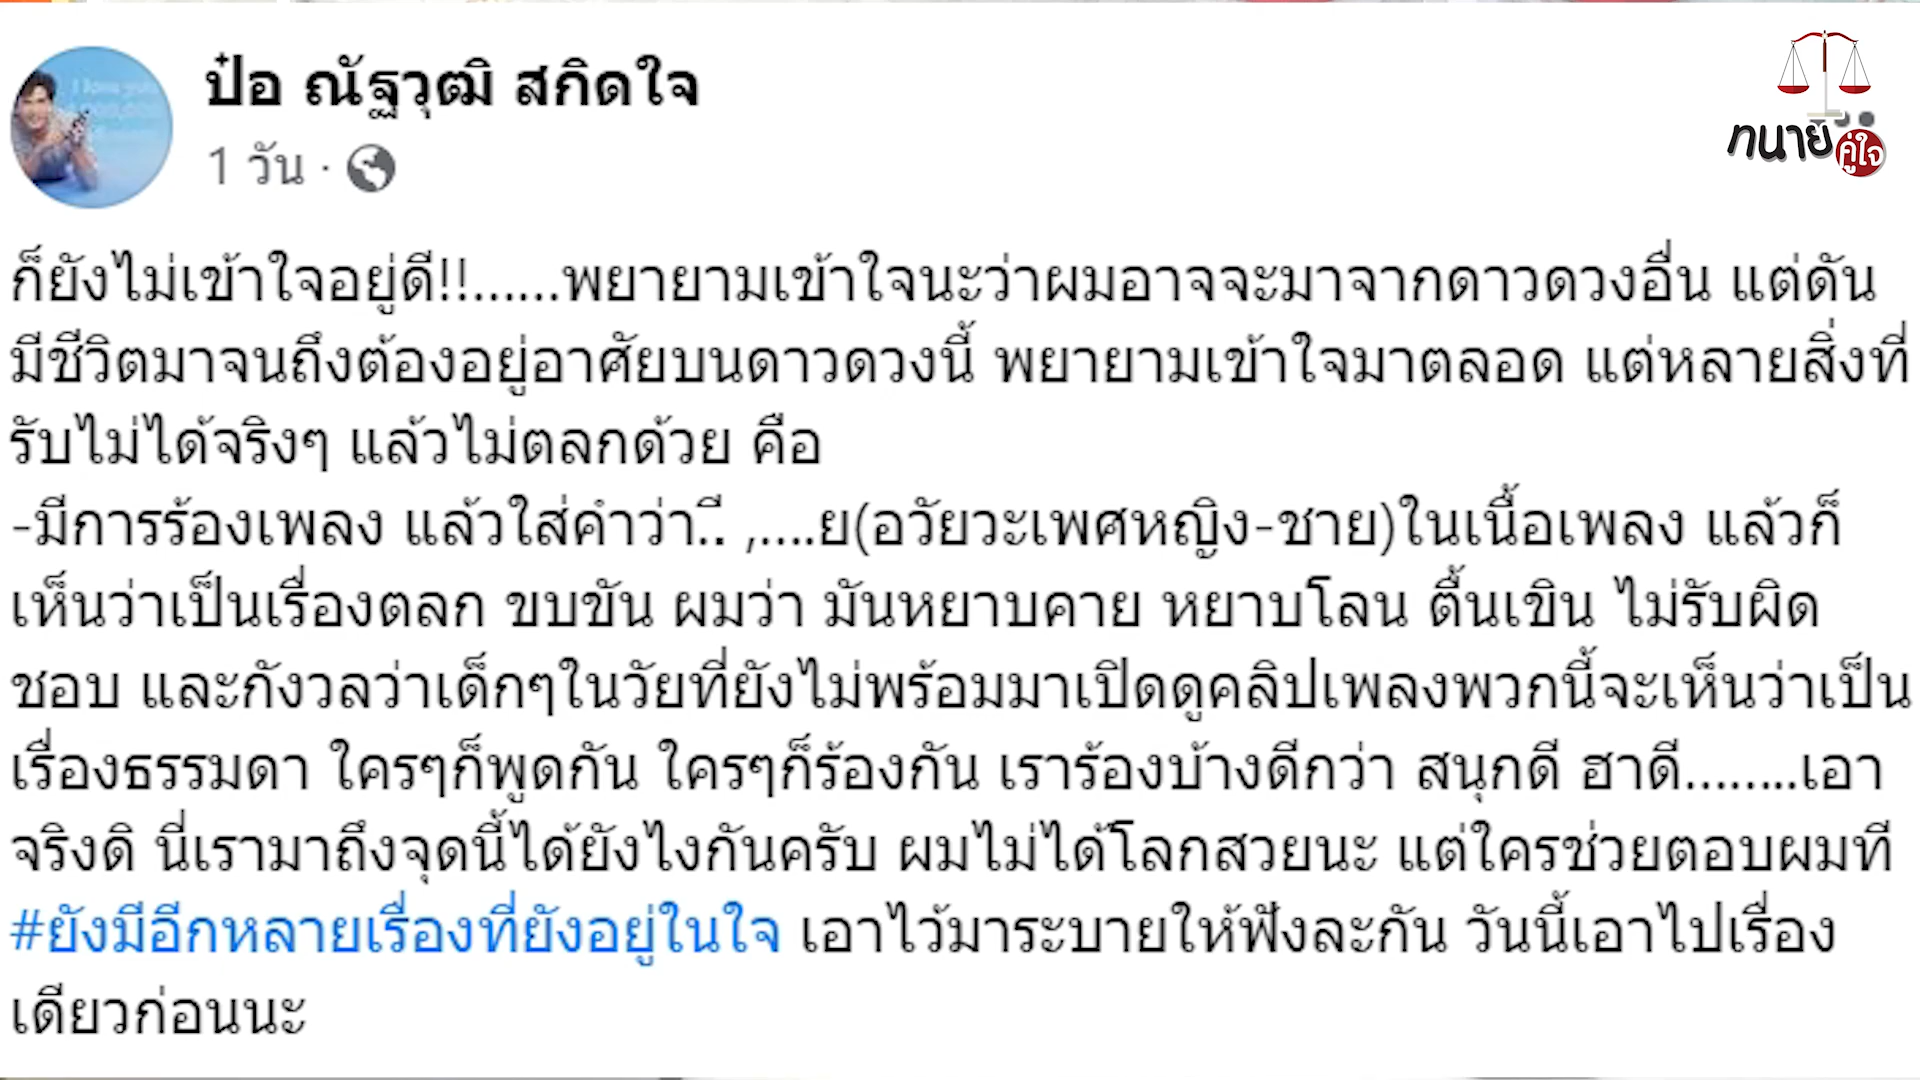 ป๋อ ณัฐวุฒิ สกิดใจ
1 วัน ·
ทนายคู่ใจ
ก็ยังไม่เข้าใจอยู่ดี!!......พยายามเข้าใจนะว่าผมอาจจะมาจากดาวดวงอื่น แต่ดัน
มีชีวิตมาจนถึงต้องอยู่อาศัยบนดาวดวงนี้ พยายามเข้าใจมาตลอด แต่หลายสิ่งที่
รับไม่ได้จริงๆ แล้วไม่ตลกด้วย คือ
-มีการร้องเพลง แล้วใส่คำว่า.ี. ,....ย(อวัยวะเพศหญิง-ชาย)ในเนื้อเพลง แล้วก็
เห็นว่าเป็นเรื่องตลก ขบขัน ผมว่า มันหยาบคาย หยาบโลน ตื้นเขิน ไม่รับผิด
ชอบ และกังวลว่าเด็กๆในวัยที่ยังไม่พร้อมมาเปิดดูคลิปเพลงพวกนี้จะเห็นว่าเป็น
เรื่องธรรมดา ใครๆก็พูดกัน ใครๆก็ร้องกัน เราร้องบ้างดีกว่า สนุกดี ฮาดี........เอา
จริงดิ นี่เรามาถึงจุดนี้ได้ยังไงกันครับ ผมไม่ได้โลกสวยนะ แต่ใครช่วยตอบผมที
#ยังมีอีกหลายเรื่องที่ยังอยู่ในใจ เอาไว้มาระบายให้ฟังละกัน วันนี้เอาไปเรื่อง
เดียวก่อนนะ